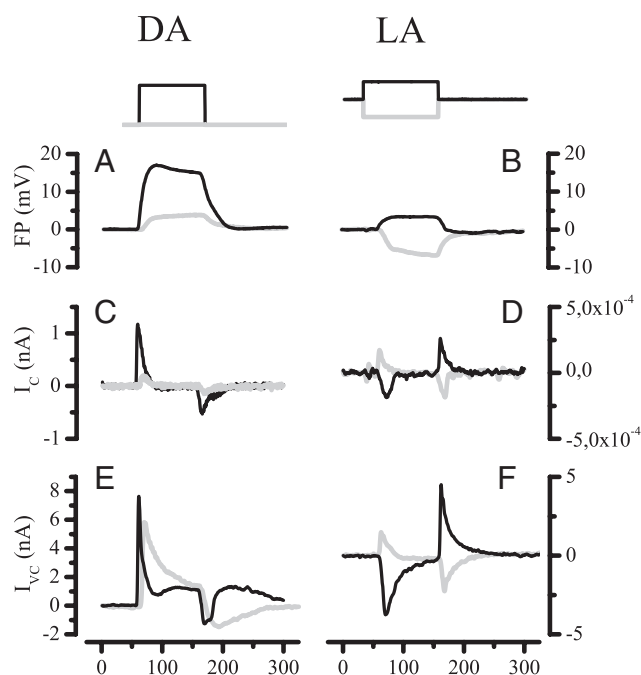 DA
LA
A
B
FP (mV)
20
10
0
-10
20
10
0
-10
C
D
I_C (nA)
1
0
-1
5,0x10⁻⁴
0,0
-5,0x10⁻⁴
E
F
I_VC (nA)
8
6
4
2
0
-2
5
0
-5
0 100 200 300
0 100 200 300